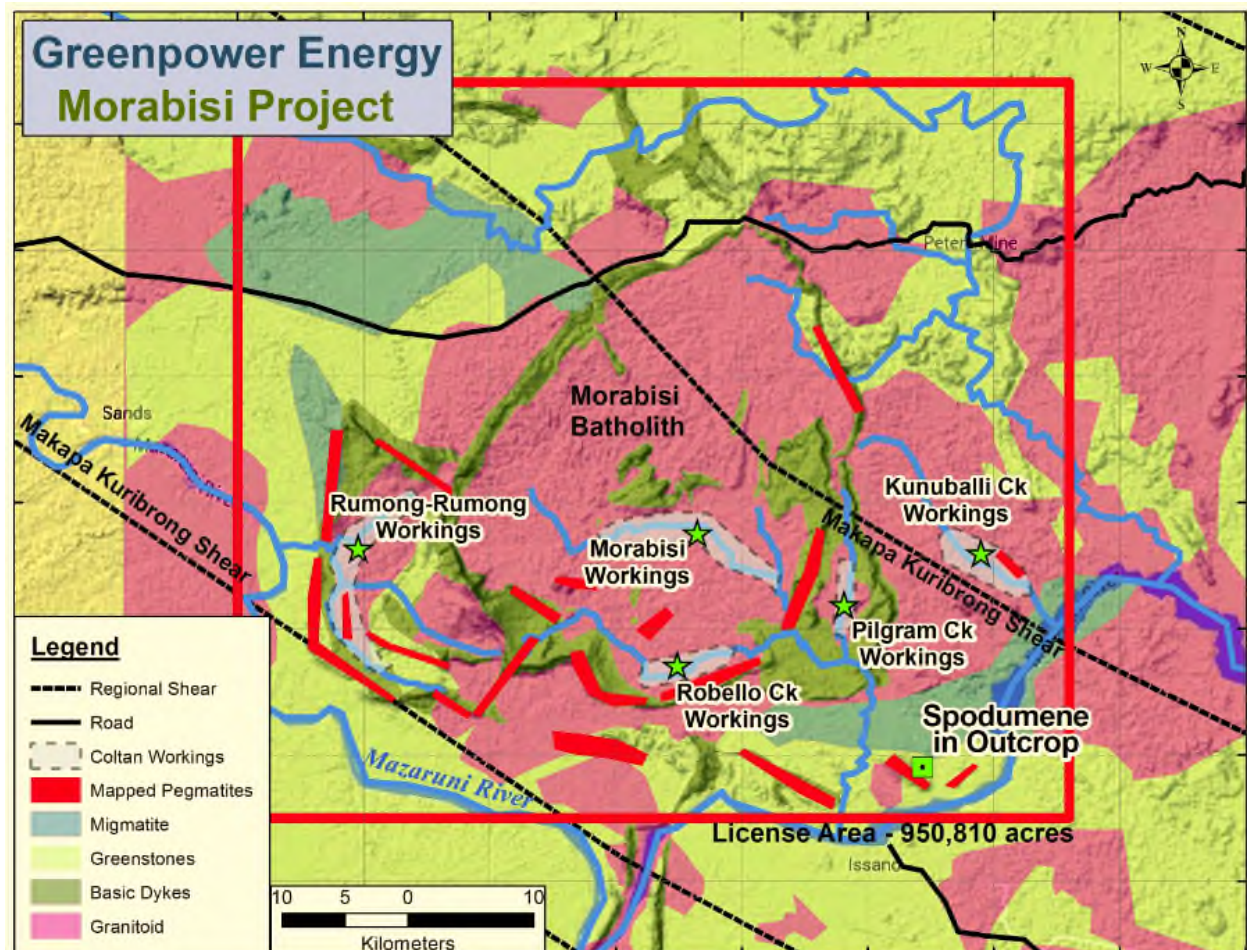 Greenpower Energy
Morabisi Project
N
W E
S
Peters Mine
Morabisi
Batholith
Sands
Makapa Kuribrong Shear
Rumong-Rumong
Workings
Kunuballi Ck
Workings
Morabisi
Workings
Makapa Kuribrong Shear
Pilgram Ck
Workings
Robello Ck
Workings
Spodumene
in Outcrop
Mazaruni River
License Area - 950,810 acres
Issano
Legend
Regional Shear
Road
Coltan Workings
Mapped Pegmatites
Migmatite
Greenstones
Basic Dykes
Granitoid
10 5 0 10
Kilometers